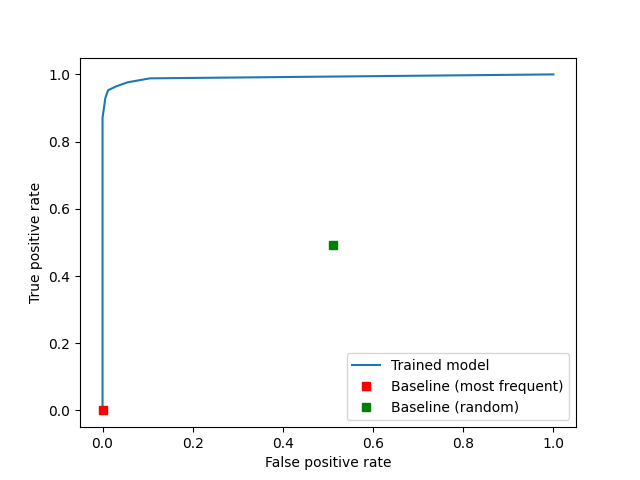 1.0
0.8
0.6
0.4
0.2
0.0
True positive rate
0.0 0.2 0.4 0.6 0.8 1.0
False positive rate
Trained model
Baseline (most frequent)
Baseline (random)